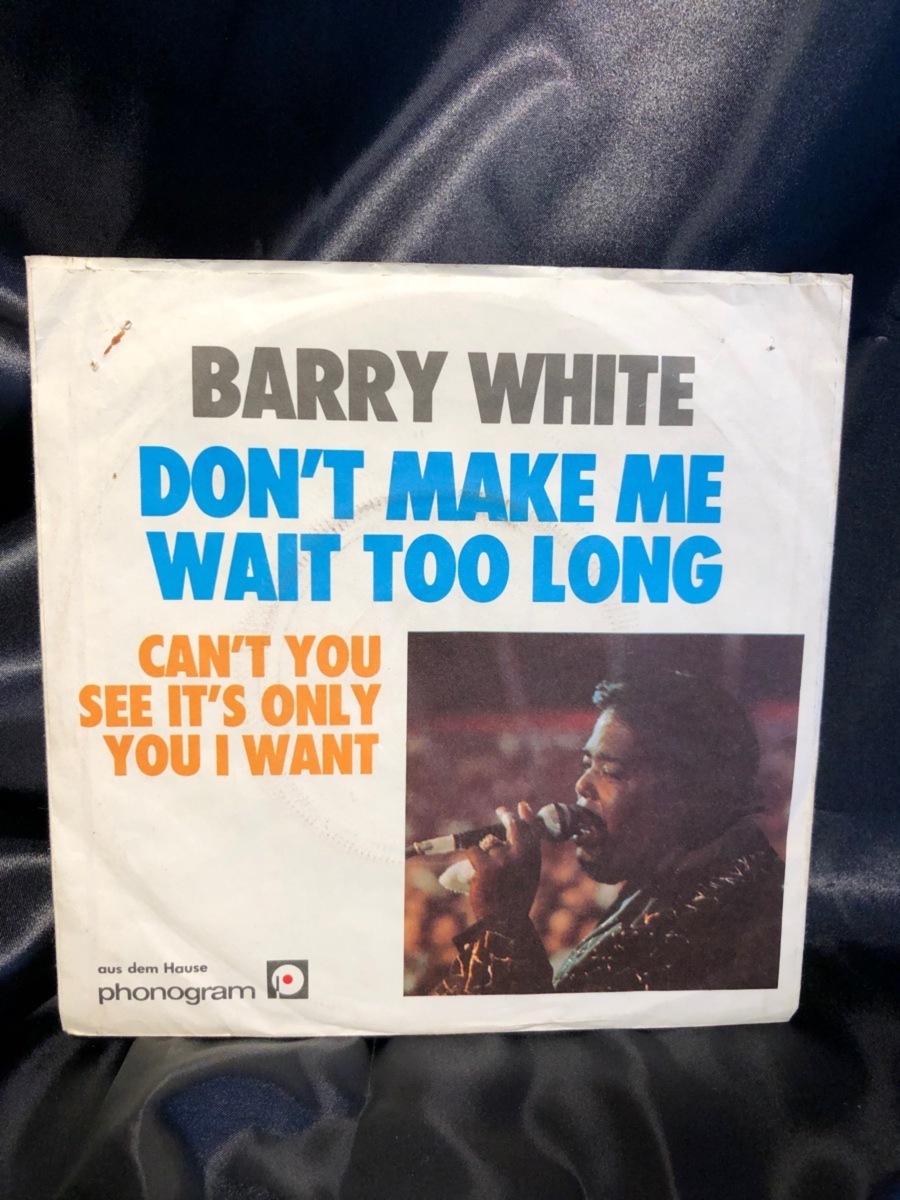 BARRY WHITE
DON'T MAKE ME
WAIT TOO LONG
CAN'T YOU
SEE IT'S ONLY
YOU I WANT
aus dem Hause
phonogram